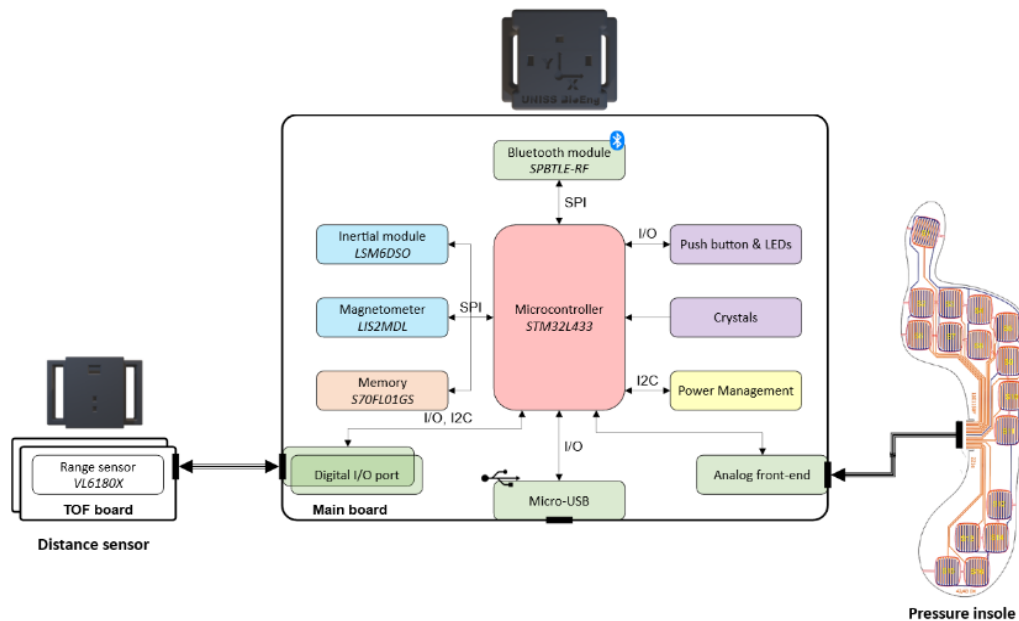 Y
X
UNISS BioEng
Bluetooth module
SPBTLE-RF
SPI
Inertial module
LSM6DSO
I/O
Push button & LEDs
Magnetometer
LIS2MDL
SPI
Microcontroller
STM32L433
Crystals
Memory
S70FL01GS
I2C
Power Management
I/O, I2C
I/O
Range sensor
VL6180X
TOF board
Digital I/O port
Micro-USB
Analog front-end
Main board
Distance sensor
Pressure insole